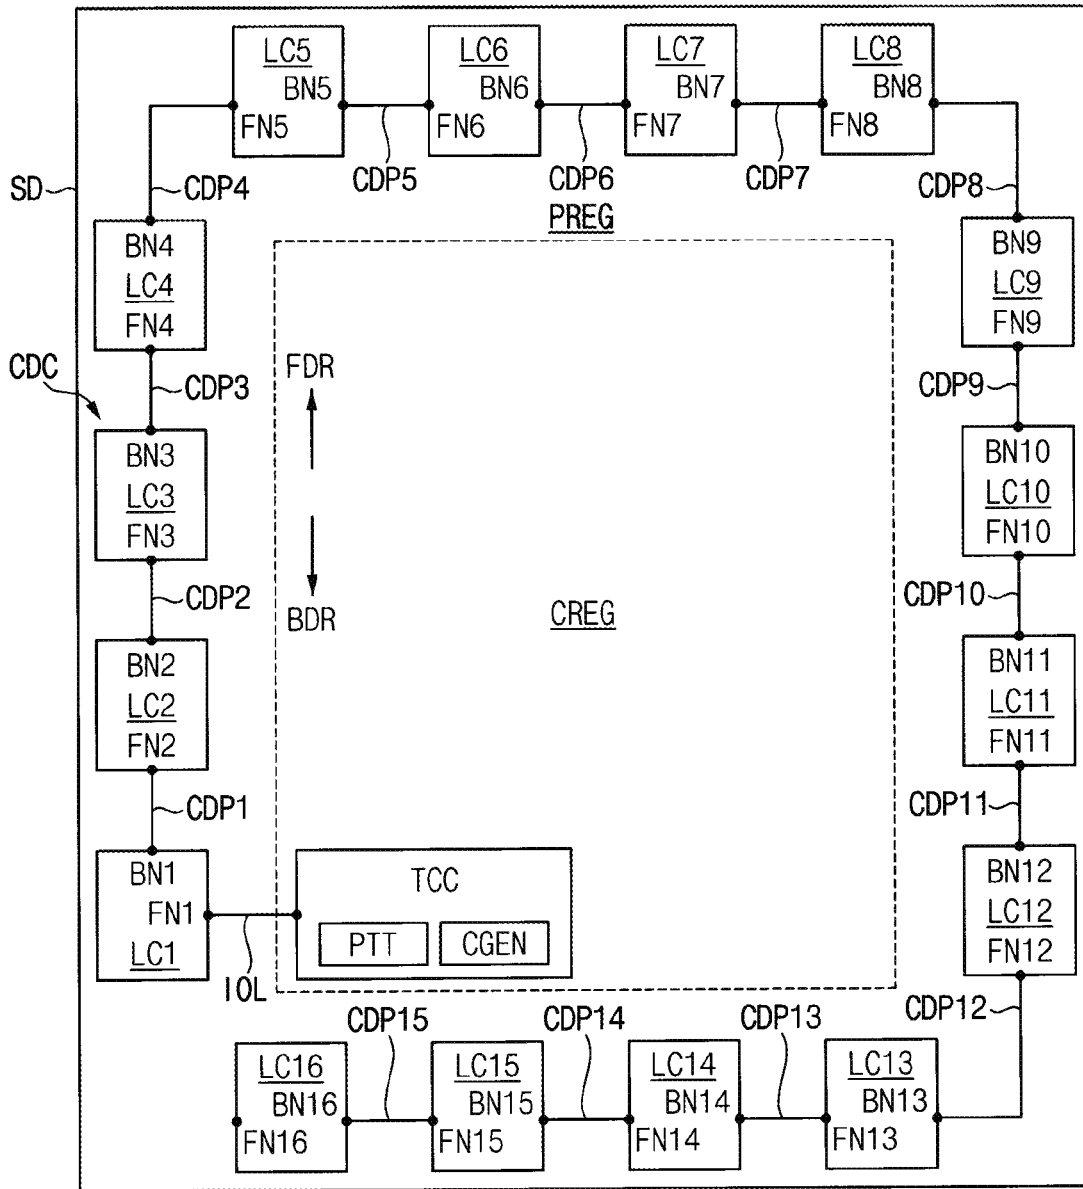 LC5
BN5
FN5
LC6
BN6
FN6
LC7
BN7
FN7
LC8
BN8
FN8
SD
CDP4
CDP5
CDP6
CDP7
CDP8
PREG
BN4
LC4
FN4
BN9
LC9
FN9
CDC
CDP3
FDR
CDP9
BN3
LC3
FN3
BN10
LC10
FN10
CDP2
BDR
CREG
CDP10
BN2
LC2
FN2
BN11
LC11
FN11
CDP1
CDP11
BN1
FN1
LC1
TCC
PTT
CGEN
BN12
LC12
FN12
IOL
CDP15
CDP14
CDP13
CDP12
LC16
BN16
FN16
LC15
BN15
FN15
LC14
BN14
FN14
LC13
BN13
FN13